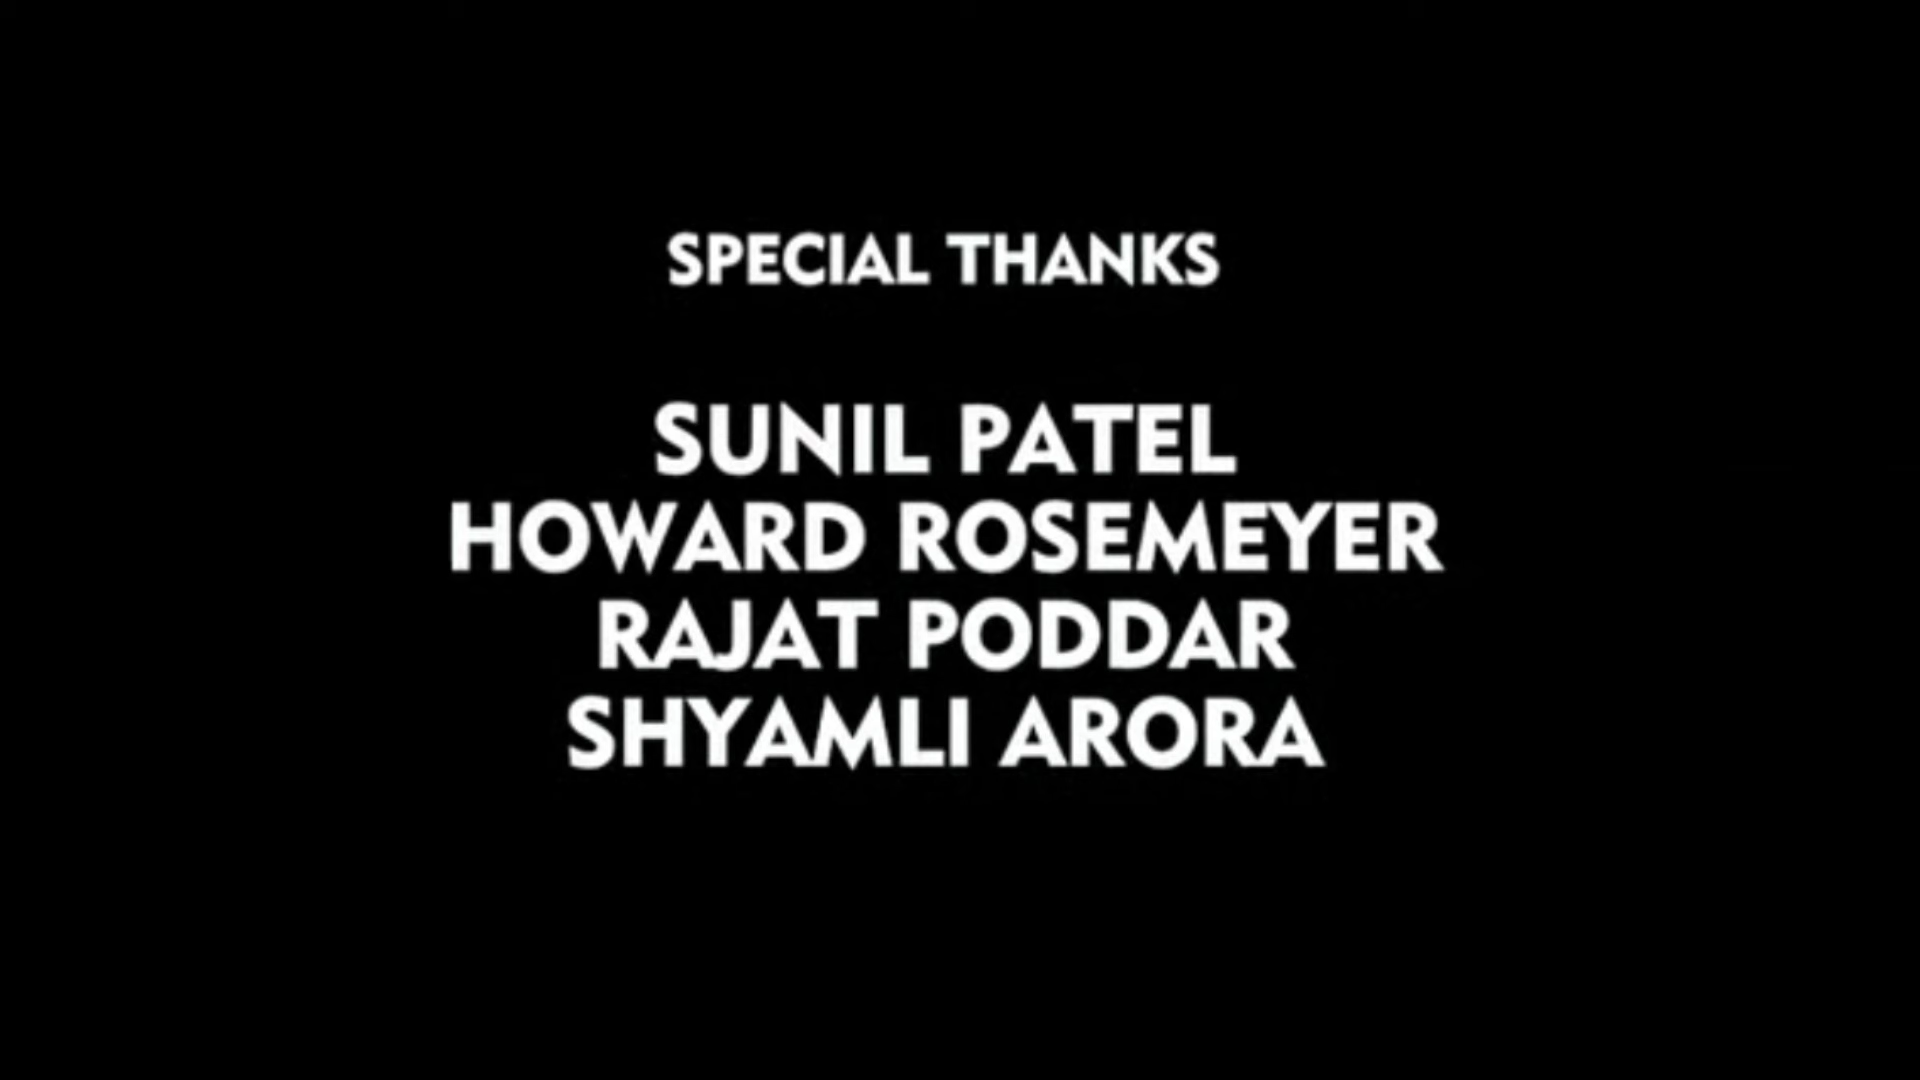 SPECIAL THANKS
SUNIL PATEL
HOWARD ROSEMEYER
RAJAT PODDAR
SHYAMLI ARORA